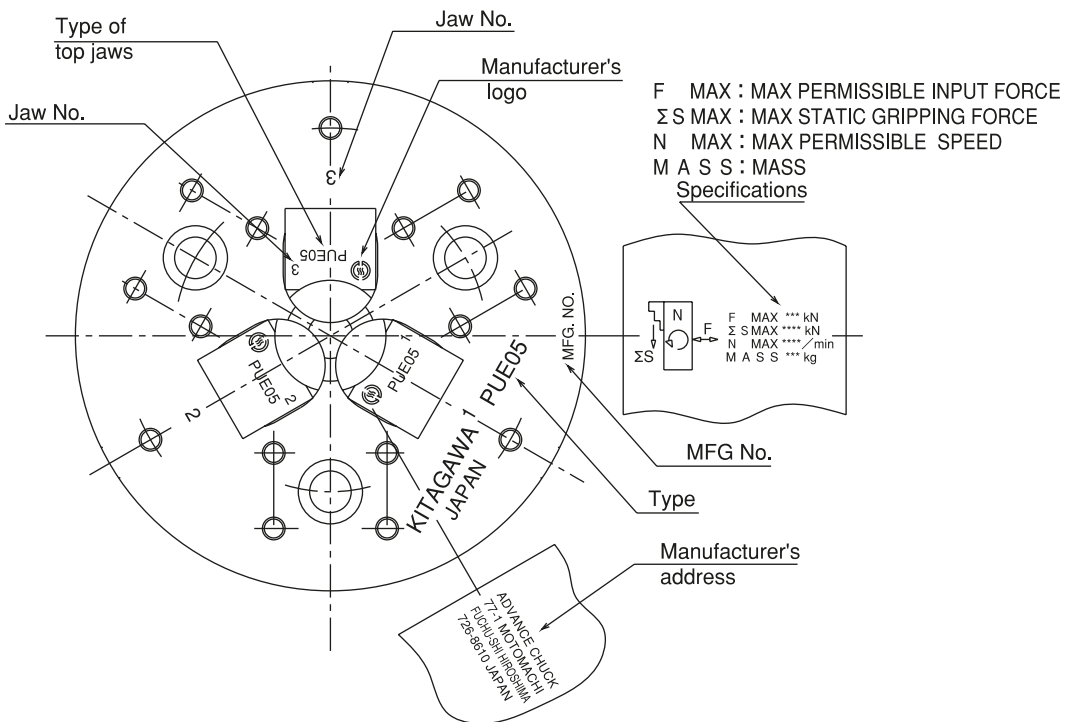 Type of
top jaws
Jaw No.
Manufacturer's
logo
Jaw No.
F MAX : MAX PERMISSIBLE INPUT FORCE
ΣS MAX : MAX STATIC GRIPPING FORCE
N MAX : MAX PERMISSIBLE SPEED
M A S S : MASS
Specifications
3
PUE05
3
MFG. NO.
N
F
ΣS
F MAX *** kN
Σ S MAX **** kN
N MAX ****/min
M A S S *** kg
PUE05
2
2
PUE05
1
1
PUE05
KITAGAWA
JAPAN
MFG No.
Type
Manufacturer's
address
ADVANCE CHUCK
77-1 MOTOMACHI
FUCHU-SHI HIROSHIMA
726-8610 JAPAN